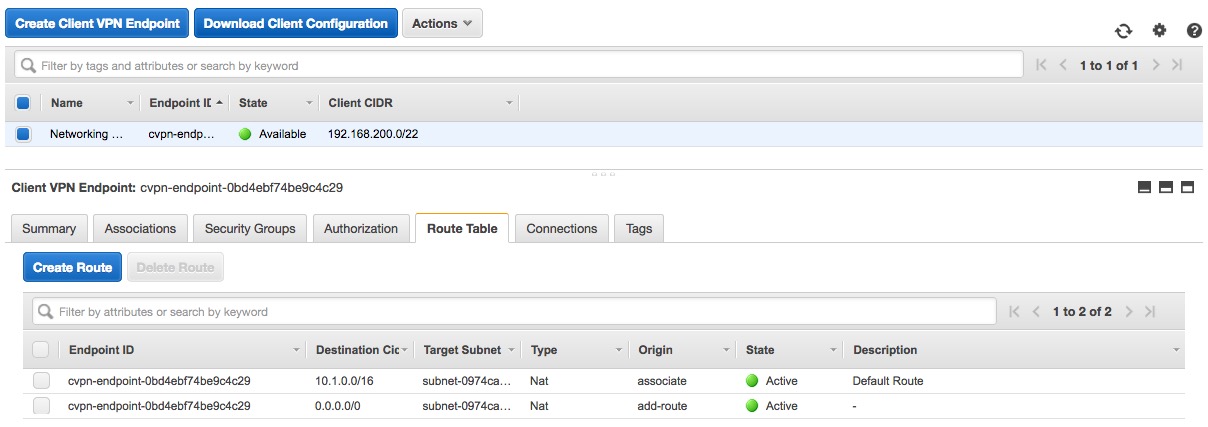 Create Client VPN Endpoint Download Client Configuration Actions
Filter by tags and attributes or search by keyword 1 to 1 of 1
Name Endpoint ID State Client CIDR
Networking ... cvpn-endp... Available 192.168.200.0/22
Client VPN Endpoint: cvpn-endpoint-0bd4ebf74be9c4c29
Summary Associations Security Groups Authorization Route Table Connections Tags
Create Route Delete Route
Filter by attributes or search by keyword 1 to 2 of 2
Endpoint ID Destination Cid Target Subnet Type Origin State Description
cvpn-endpoint-0bd4ebf74be9c4c29 10.1.0.0/16 subnet-0974ca... Nat associate Active Default Route
cvpn-endpoint-0bd4ebf74be9c4c29 0.0.0.0/0 subnet-0974ca... Nat add-route Active -